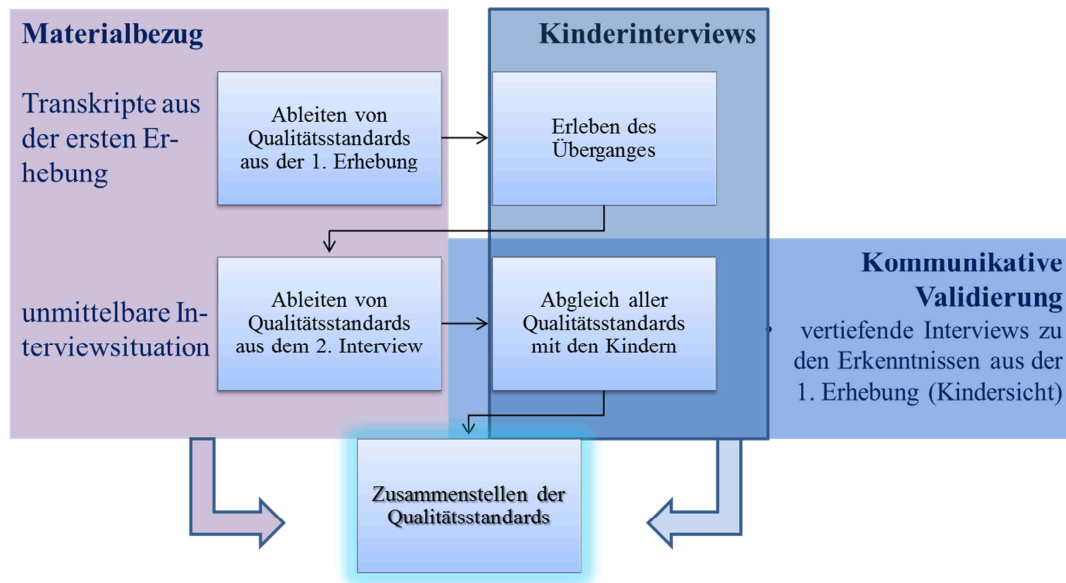 Materialbezug
Kinderinterviews
Transkripte aus
der ersten Er-
hebung
Ableiten von
Qualitätsstandards
aus der 1. Erhebung
Erleben des
Überganges
unmittelbare In-
terviewsituation
Ableiten von
Qualitätsstandards
aus dem 2. Interview
Abgleich aller
Qualitätsstandards
mit den Kindern
Kommunikative
Validierung
vertiefende Interviews zu
den Erkenntnissen aus der
1. Erhebung (Kindersicht)
Zusammenstellen der
Qualitätsstandards